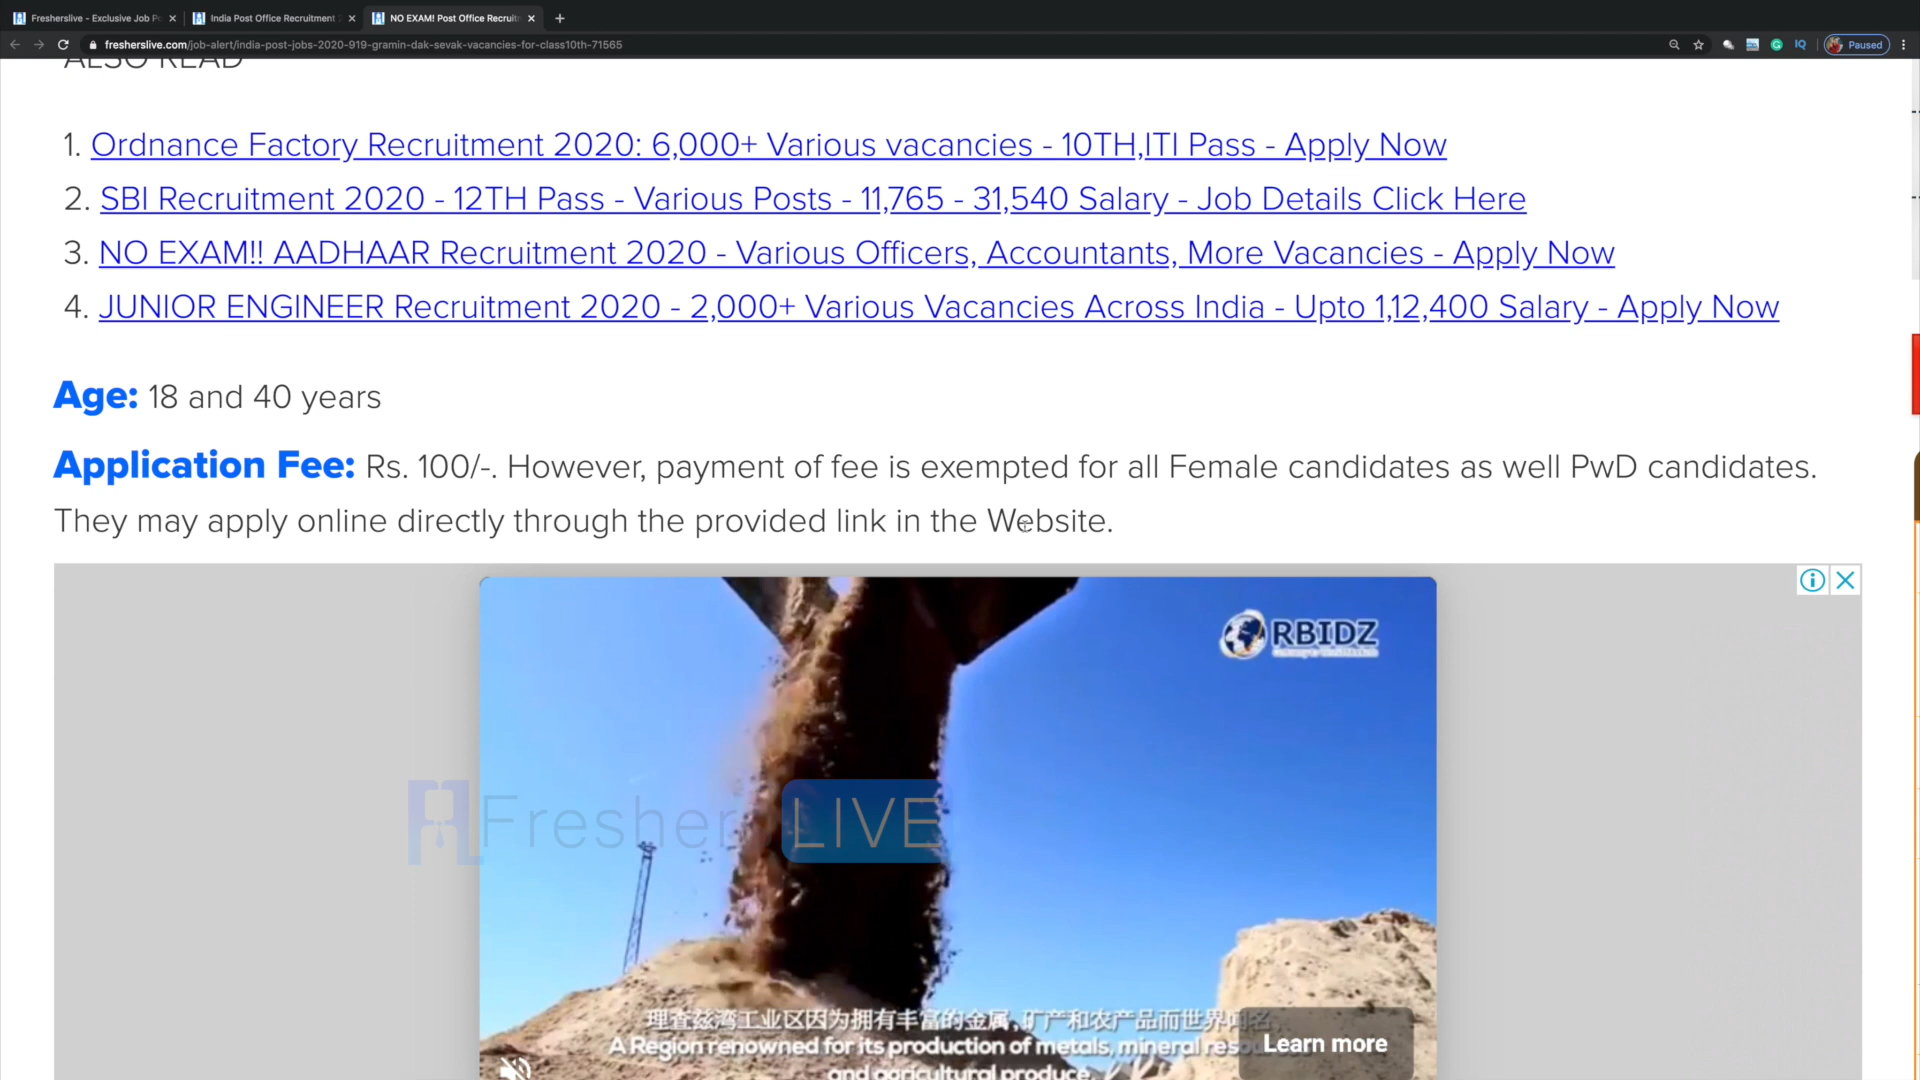 Fresherslive - Exclusive Job Po
India Post Office Recruitment 2
NO EXAM! Post Office Recruit
fresherslive.com/job-alert/india-post-jobs-2020-919-gramin-dak-sevak-vacancies-for-class10th-71565
IQ
Paused
ALSO READ
1. Ordnance Factory Recruitment 2020: 6,000+ Various vacancies - 10TH,ITI Pass - Apply Now
2. SBI Recruitment 2020 - 12TH Pass - Various Posts - 11,765 - 31,540 Salary - Job Details Click Here
3. NO EXAM!! AADHAAR Recruitment 2020 - Various Officers, Accountants, More Vacancies - Apply Now
4. JUNIOR ENGINEER Recruitment 2020 - 2,000+ Various Vacancies Across India - Upto 1,12,400 Salary - Apply Now
Age: 18 and 40 years
Application Fee: Rs. 100/-. However, payment of fee is exempted for all Female candidates as well PwD candidates.
They may apply online directly through the provided link in the Website.
RBIDZ
Fresher LIVE
理查兹湾工业区因为拥有丰富的金属,矿产和农产品而世界闻名
A Region renowned for its production of metals, mineral
Learn more
and agricultural produce.